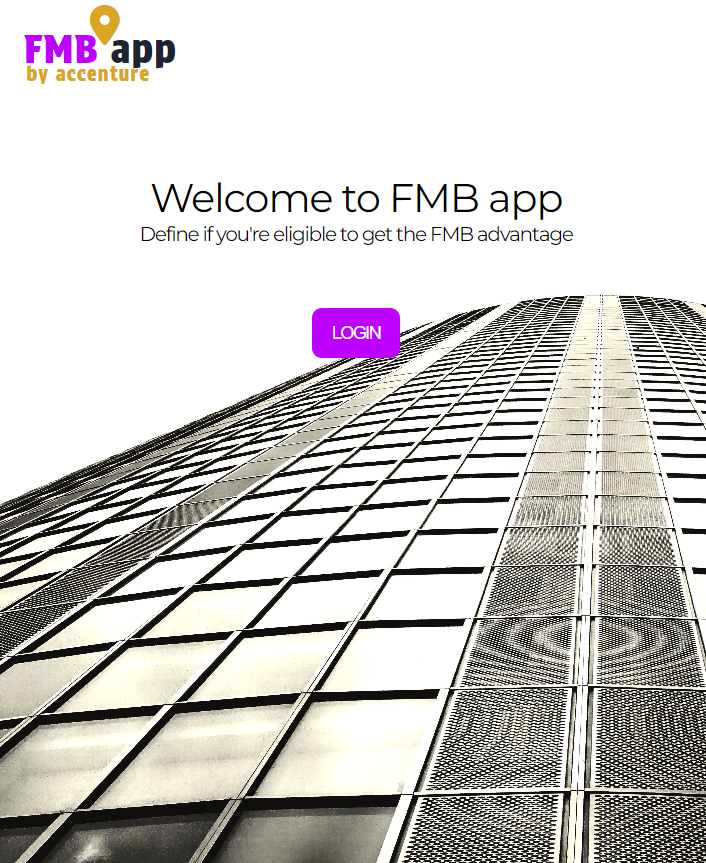 FMB app
by accenture
Welcome to FMB app
Define if you're eligible to get the FMB advantage
LOGIN